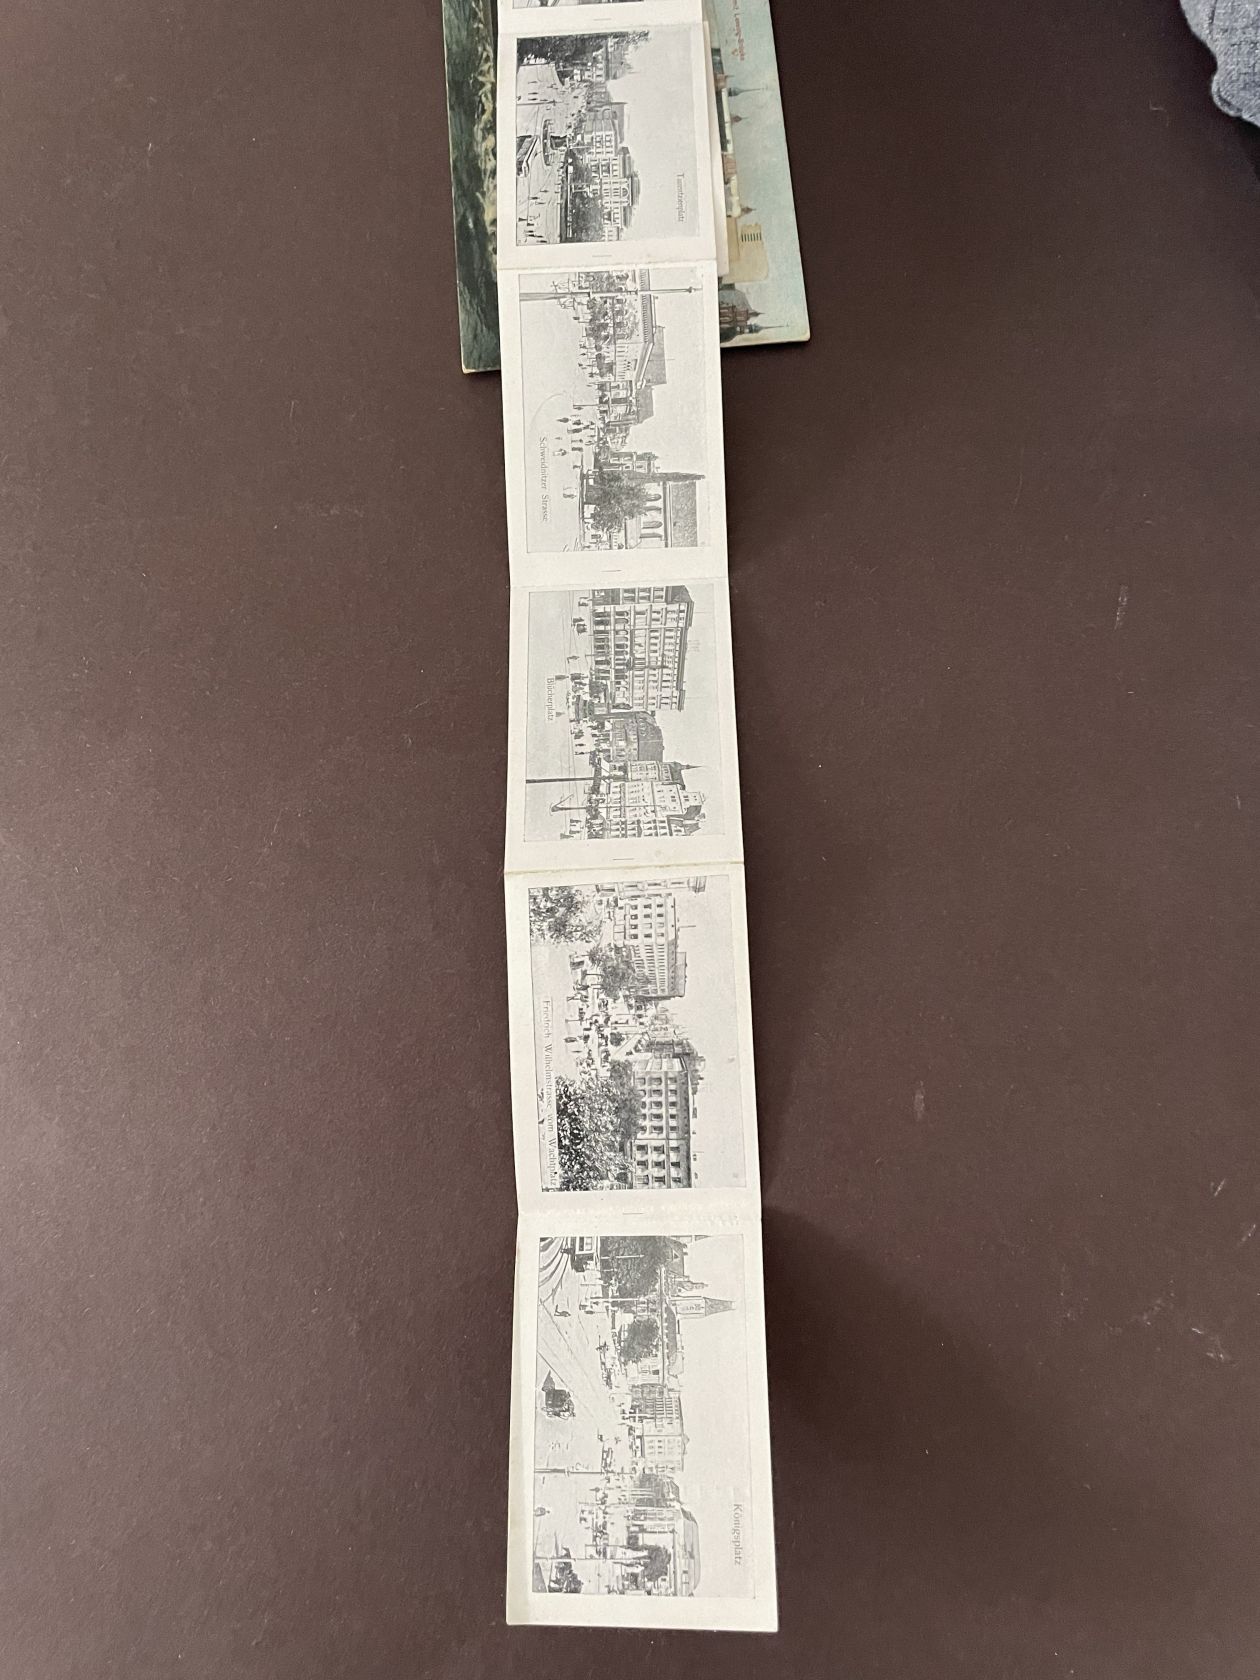 Tauentzienplatz
Schweidnitzer Strasse
Blücherplatz
Friedrich Wilhelmstrasse vom Wachtplatz
Königsplatz